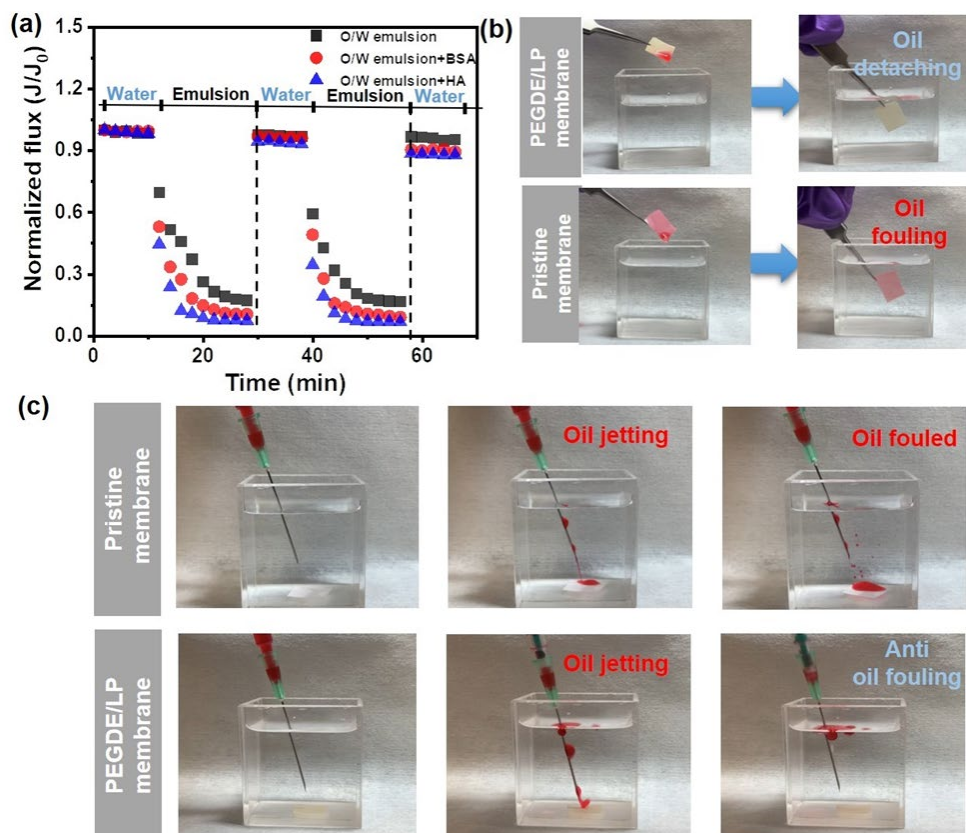 (a)
1.5
1.2
0.9
0.6
0.3
0.0
Normalized flux (J/J₀)
O/W emulsion
O/W emulsion+BSA
O/W emulsion+HA
Water
Emulsion
Water
Emulsion
Water
0
20
40
60
Time (min)
(b)
PEGDE/LP
membrane
Oil
detaching
Pristine
membrane
Oil
fouling
(c)
Pristine
membrane
Oil jetting
Oil fouled
PEGDE/LP
membrane
Oil jetting
Anti
oil fouling